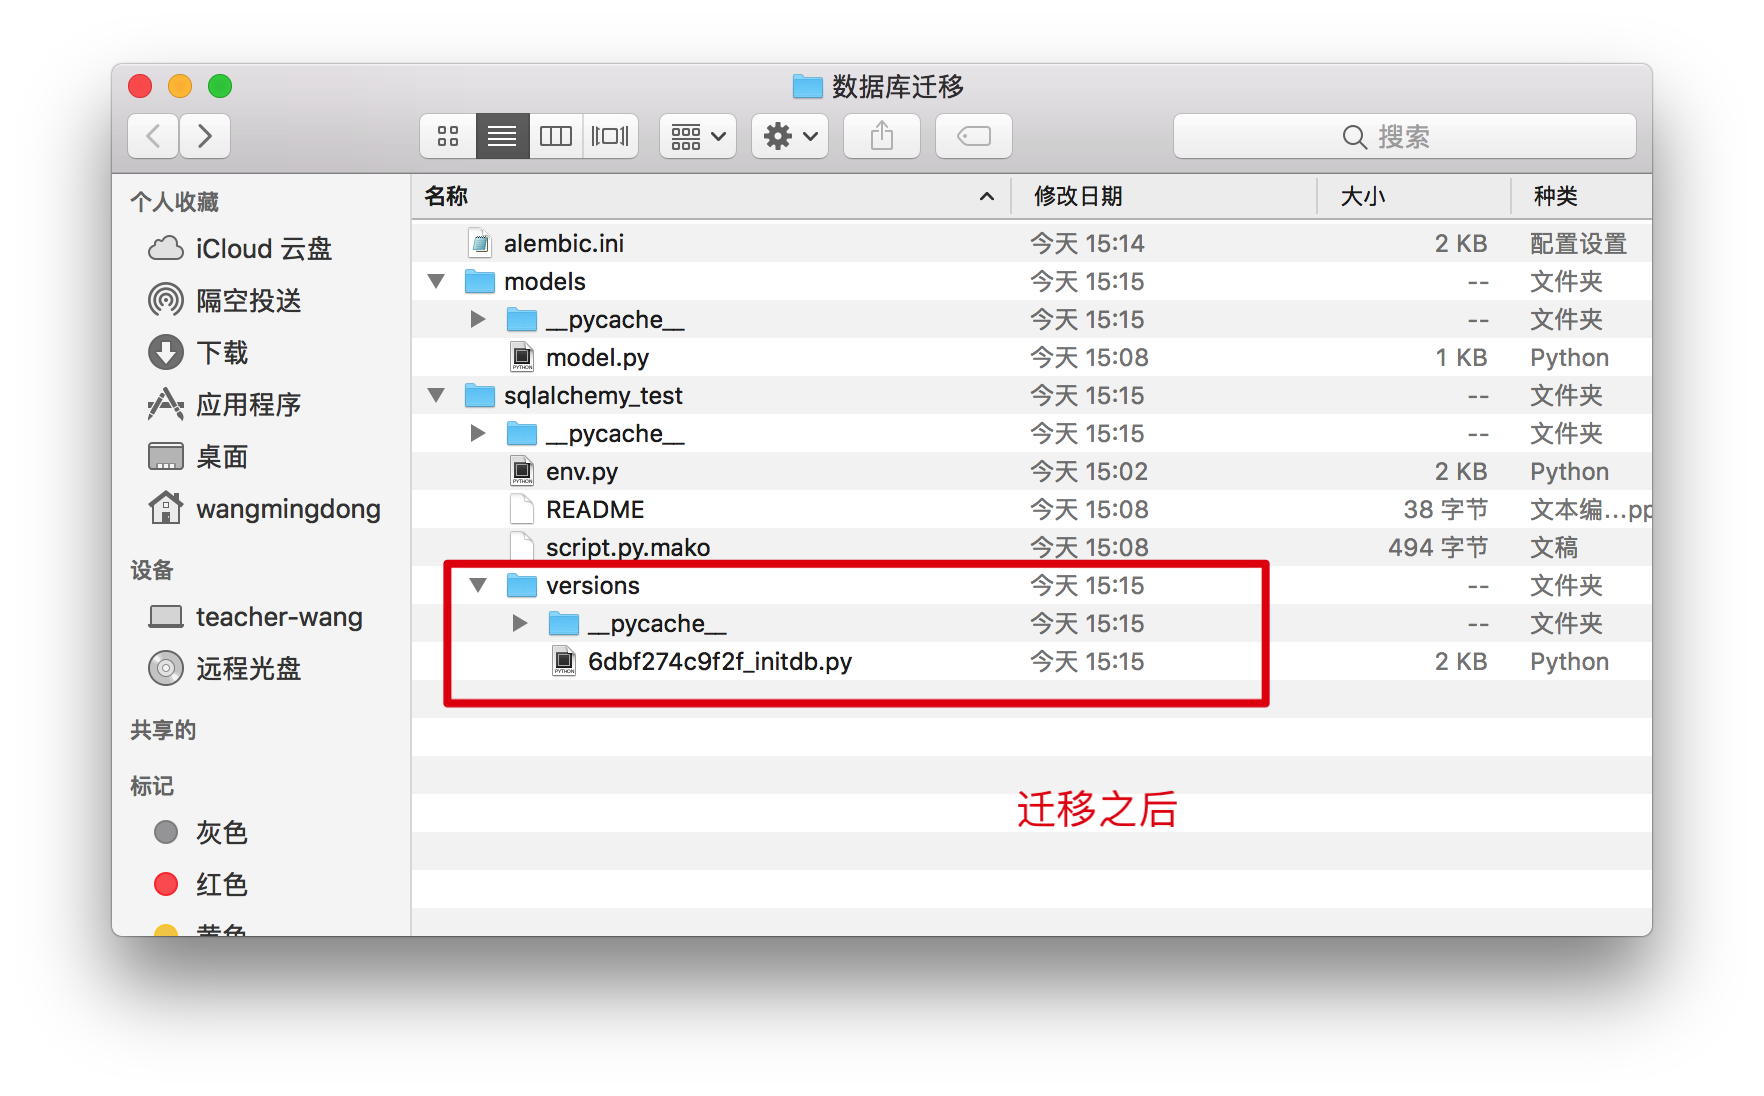 数据库迁移
搜索
个人收藏
iCloud 云盘
隔空投送
下载
应用程序
桌面
wangmingdong
设备
teacher-wang
远程光盘
共享的
标记
灰色
红色
黄色
名称 修改日期 大小 种类
alembic.ini 今天 15:14 2 KB 配置设置
models 今天 15:15 -- 文件夹
__pycache__ 今天 15:15 -- 文件夹
model.py 今天 15:08 1 KB Python
sqlalchemy_test 今天 15:15 -- 文件夹
__pycache__ 今天 15:15 -- 文件夹
env.py 今天 15:02 2 KB Python
README 今天 15:08 38 字节 文本编...pp
script.py.mako 今天 15:08 494 字节 文稿
versions 今天 15:15 -- 文件夹
__pycache__ 今天 15:15 -- 文件夹
6dbf274c9f2f_initdb.py 今天 15:15 2 KB Python
迁移之后